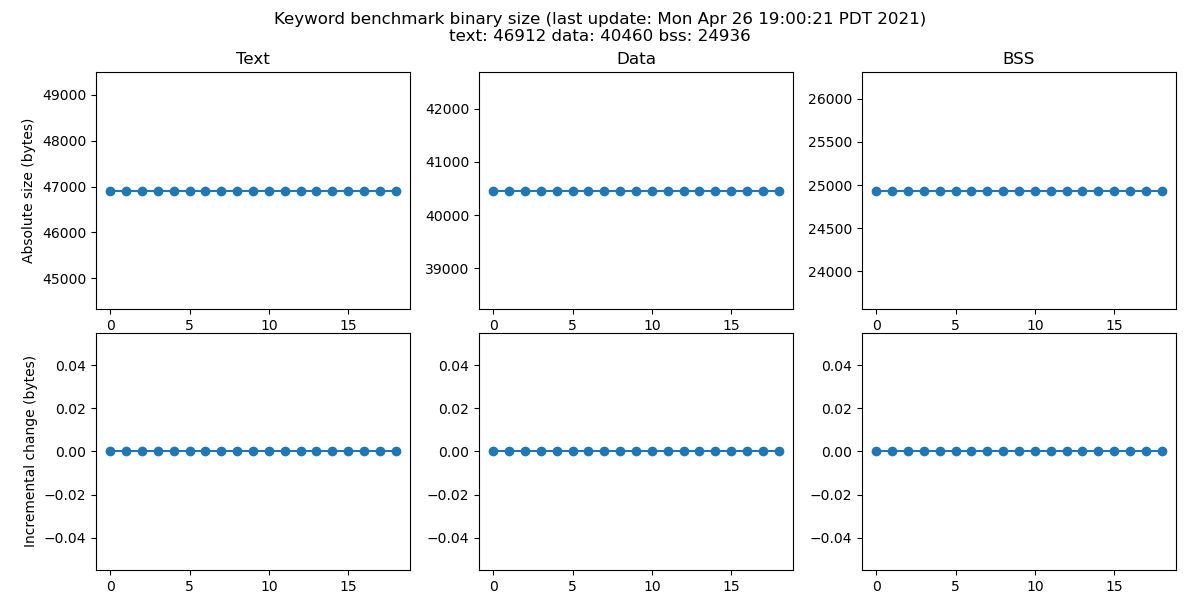 Keyword benchmark binary size (last update: Mon Apr 26 19:00:21 PDT 2021)
text: 46912 data: 40460 bss: 24936
Text
Data
BSS
Absolute size (bytes)
49000
48000
47000
46000
45000
0 5 10 15
42000
41000
40000
39000
0 5 10 15
26000
25500
25000
24500
24000
0 5 10 15
Incremental change (bytes)
0.04
0.02
0.00
−0.02
−0.04
0 5 10 15
0.04
0.02
0.00
−0.02
−0.04
0 5 10 15
0.04
0.02
0.00
−0.02
−0.04
0 5 10 15